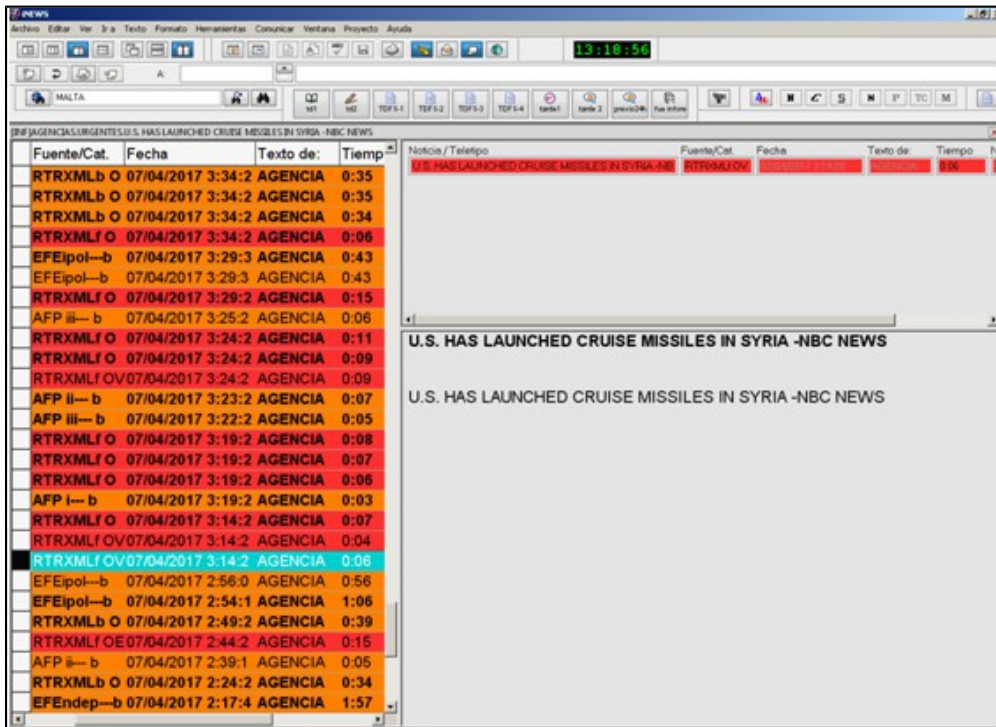 iNEWS
Archivo Editar Ver Ir a Texto Formato Herramientas Comunicar Ventana Proyecto Ayuda
13:18:56
A:
MALTA
td1 td2 TDFS-1 TDFS-2 TDFS-3 TDFS-4 tarde1 tarde 2 previo24h
N C S N P TC M
[INF]AGENCIAS.URGENTES.U.S. HAS LAUNCHED CRUISE MISSILES IN SYRIA -NBC NEWS
Fuente/Cat. Fecha Texto de: Tiemp
RTRXMLb O 07/04/2017 3:34:2 AGENCIA 0:35
RTRXMLb O 07/04/2017 3:34:2 AGENCIA 0:35
RTRXMLb O 07/04/2017 3:34:2 AGENCIA 0:34
RTRXMLf O 07/04/2017 3:34:2 AGENCIA 0:06
EFEipol---b 07/04/2017 3:29:3 AGENCIA 0:43
EFEipol---b 07/04/2017 3:29:3 AGENCIA 0:43
RTRXMLf O 07/04/2017 3:29:2 AGENCIA 0:15
AFP iii--- b 07/04/2017 3:25:2 AGENCIA 0:06
RTRXMLf O 07/04/2017 3:24:2 AGENCIA 0:11
RTRXMLf O 07/04/2017 3:24:2 AGENCIA 0:09
RTRXMLf OV 07/04/2017 3:24:2 AGENCIA 0:09
AFP ii--- b 07/04/2017 3:23:2 AGENCIA 0:07
AFP iii--- b 07/04/2017 3:22:2 AGENCIA 0:05
RTRXMLf O 07/04/2017 3:19:2 AGENCIA 0:08
RTRXMLf O 07/04/2017 3:19:2 AGENCIA 0:07
RTRXMLf O 07/04/2017 3:19:2 AGENCIA 0:06
AFP i--- b 07/04/2017 3:19:2 AGENCIA 0:03
RTRXMLf O 07/04/2017 3:14:2 AGENCIA 0:07
RTRXMLf OV 07/04/2017 3:14:2 AGENCIA 0:04
RTRXMLf OV 07/04/2017 3:14:2 AGENCIA 0:06
EFEipol---b 07/04/2017 2:56:0 AGENCIA 0:56
EFEipol---b 07/04/2017 2:54:1 AGENCIA 1:06
RTRXMLb O 07/04/2017 2:49:2 AGENCIA 0:39
RTRXMLf OE 07/04/2017 2:44:2 AGENCIA 0:15
AFP ii--- b 07/04/2017 2:39:1 AGENCIA 0:05
RTRXMLb O 07/04/2017 2:24:2 AGENCIA 0:34
EFEndep---b 07/04/2017 2:17:4 AGENCIA 1:57
Noticia / Teletipo Fuente/Cat. Fecha Texto de: Tiempo
U.S. HAS LAUNCHED CRUISE MISSILES IN SYRIA -NB RTRXMLf OV AGENCIA 0:06
U.S. HAS LAUNCHED CRUISE MISSILES IN SYRIA -NBC NEWS
U.S. HAS LAUNCHED CRUISE MISSILES IN SYRIA -NBC NEWS